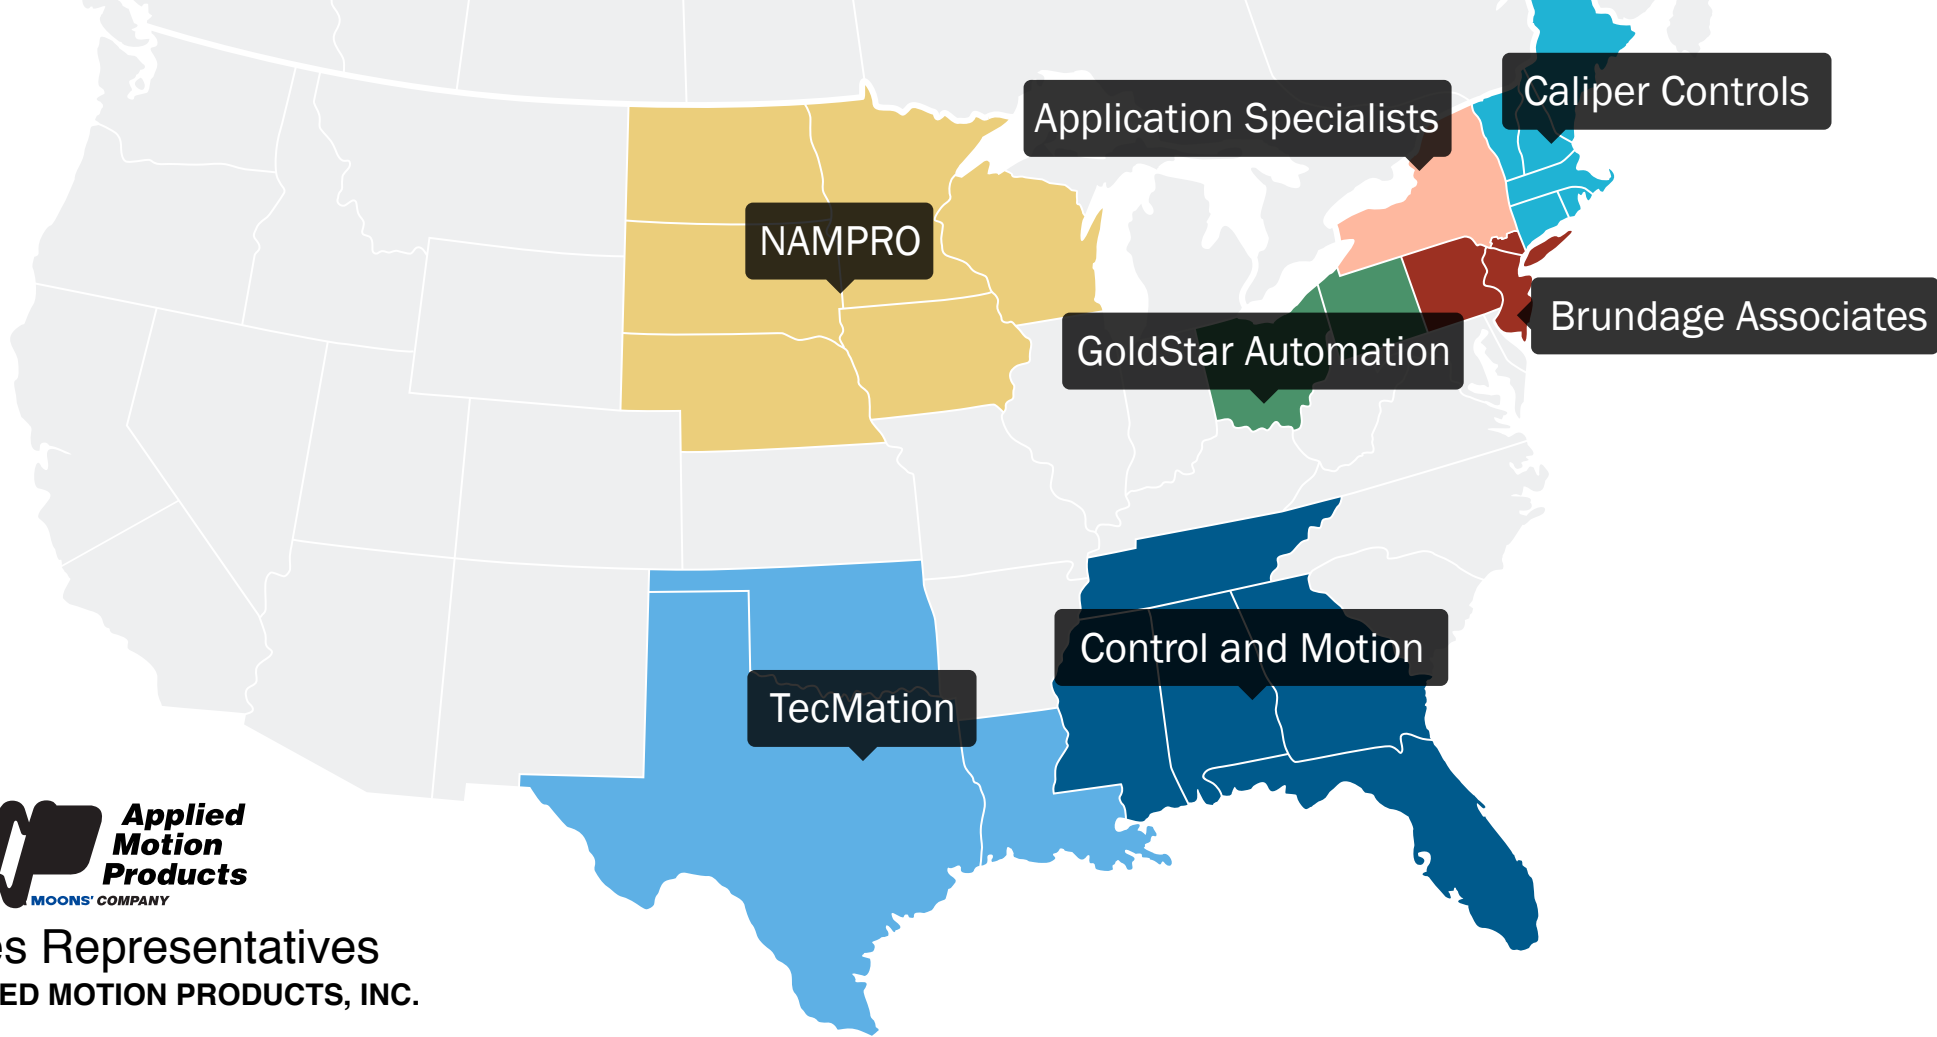 Caliper Controls
Application Specialists
NAMPRO
Brundage Associates
GoldStar Automation
Control and Motion
TecMation
Applied
Motion
Products
MOONS' COMPANY
es Representatives
ED MOTION PRODUCTS, INC.